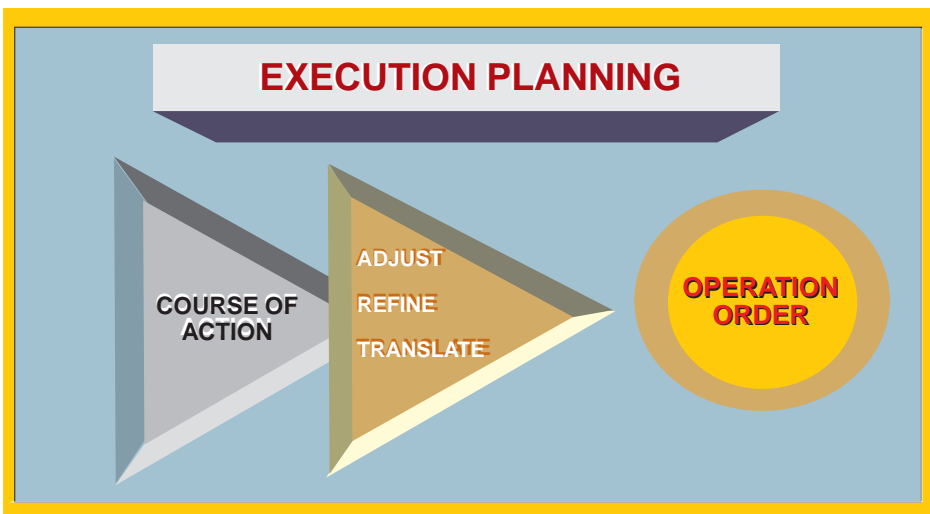 EXECUTION PLANNING
COURSE OF
ACTION
ADJUST
REFINE
TRANSLATE
OPERATION
ORDER